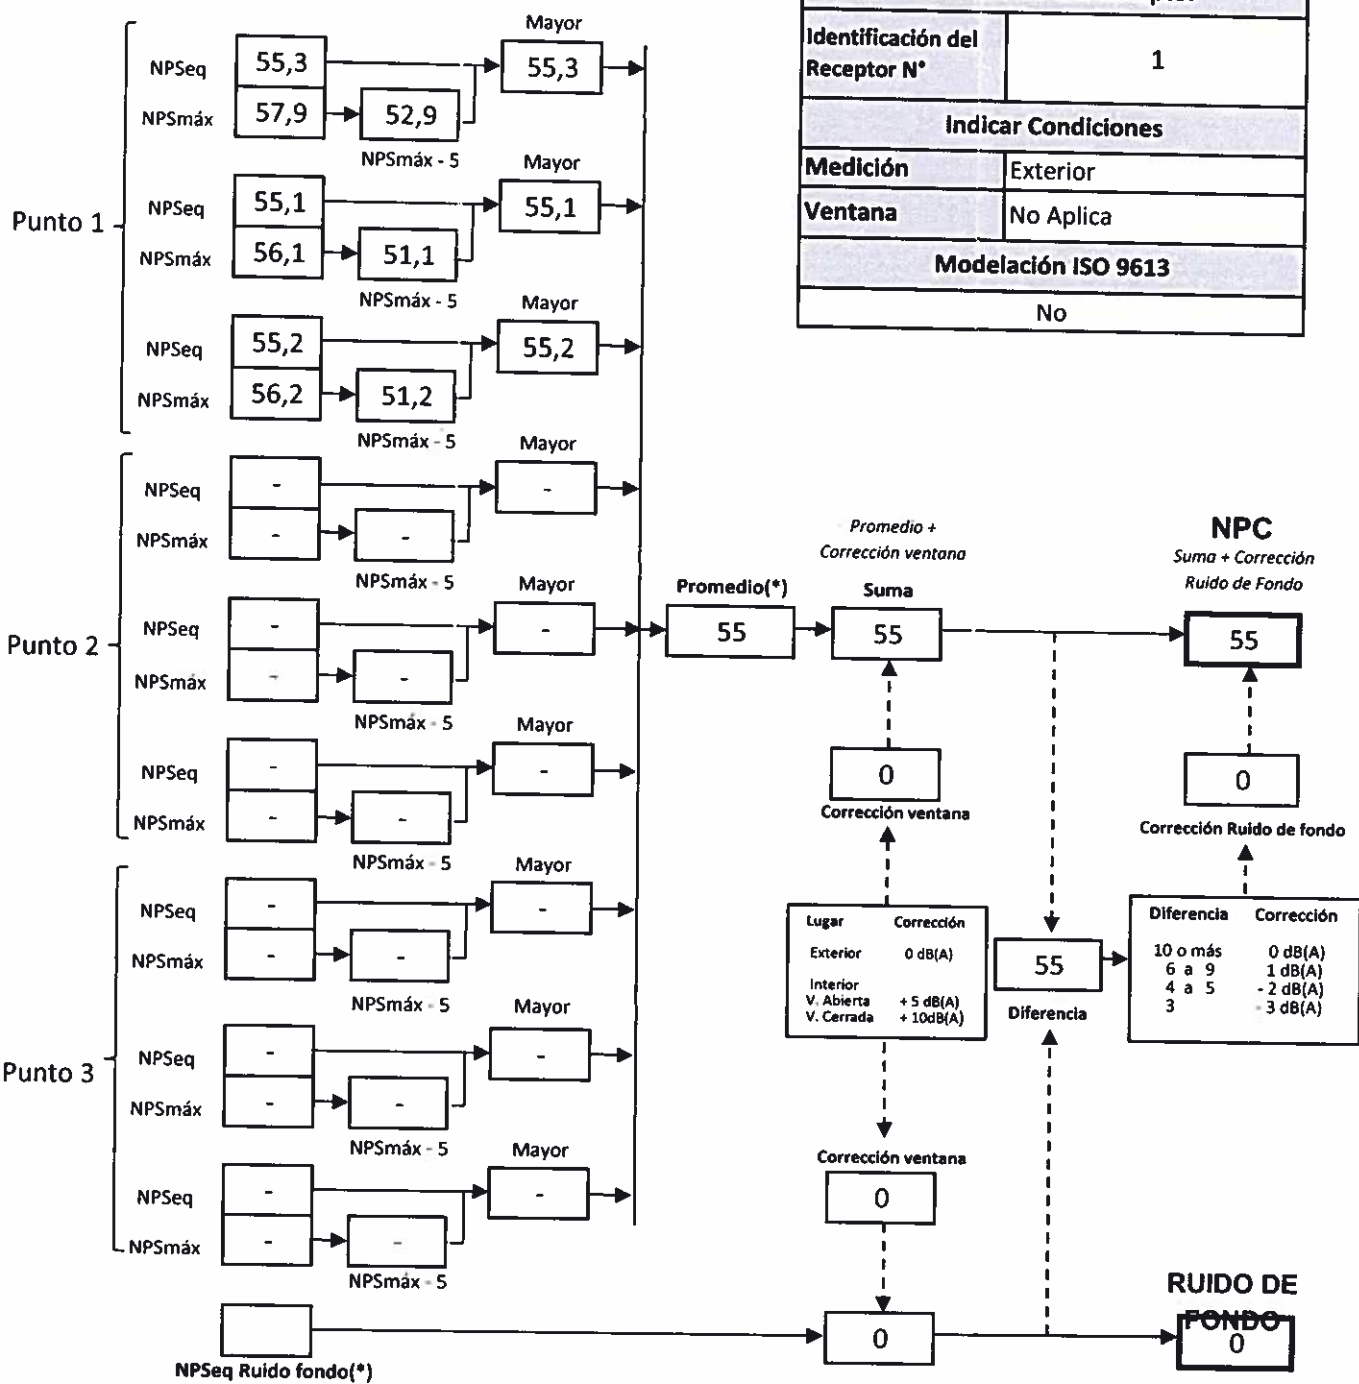 Identificación del
Receptor N°
1
Indicar Condiciones
Medición
Exterior
Ventana
No Aplica
Modelación ISO 9613
No
Punto 1
Mayor
NPSeq
55,3
55,3
NPSmáx
57,9
52,9
NPSmáx - 5
Mayor
NPSeq
55,1
55,1
NPSmáx
56,1
51,1
NPSmáx - 5
Mayor
NPSeq
55,2
55,2
NPSmáx
56,2
51,2
NPSmáx - 5
Punto 2
Mayor
NPSeq
-
-
NPSmáx
-
-
NPSmáx - 5
Mayor
NPSeq
-
-
NPSmáx
-
-
NPSmáx - 5
Mayor
NPSeq
-
-
NPSmáx
-
-
NPSmáx - 5
Punto 3
Mayor
NPSeq
-
-
NPSmáx
-
-
NPSmáx - 5
Mayor
NPSeq
-
-
NPSmáx
-
-
NPSmáx - 5
Mayor
NPSeq
-
-
NPSmáx
-
-
NPSmáx - 5
NPSeq Ruido fondo(*)
Promedio(*)
55
Promedio +
Corrección ventana
Suma
55
0
Corrección ventana
Lugar Corrección
Exterior 0 dB(A)
Interior
V. Abierta + 5 dB(A)
V. Cerrada + 10dB(A)
Corrección ventana
0
0
55
Diferencia
NPC
Suma + Corrección
Ruido de Fondo
55
0
Corrección Ruido de fondo
Diferencia Corrección
10 o más 0 dB(A)
6 a 9 1 dB(A)
4 a 5 - 2 dB(A)
3 - 3 dB(A)
RUIDO DE
FONDO
0